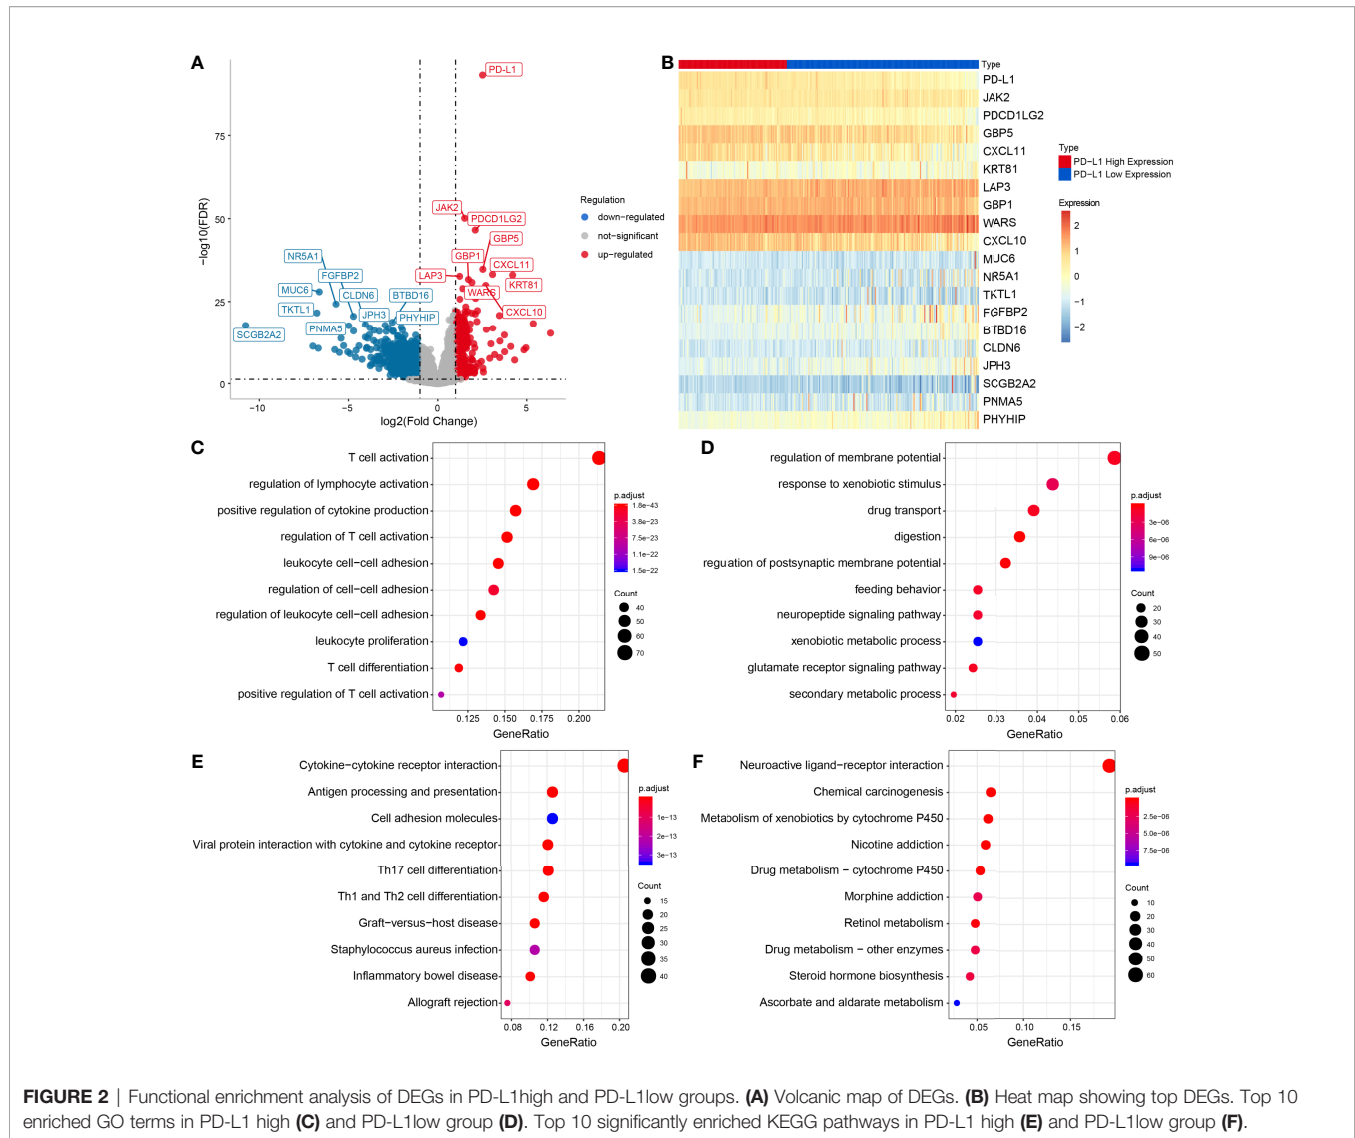 A
PD-L1
JAK2
PDCD1LG2
GBP5
GBP1
CXCL11
LAP3
KRT81
WARS
CXCL10
NR5A1
FGFBP2
MUC6
CLDN6
BTBD16
TKTL1
JPH3
PHYHIP
PNMA5
SCGB2A2
75
50
25
0
−log10(FDR)
−10
−5
0
5
log2(Fold Change)
Regulation
down−regulated
not−significant
up−regulated
B
Type
PD-L1
JAK2
PDCD1LG2
GBP5
CXCL11
KRT81
LAP3
GBP1
WARS
CXCL10
MUC6
NR5A1
TKTL1
FGFBP2
BTBD16
CLDN6
JPH3
SCGB2A2
PNMA5
PHYHIP
Type
PD−L1 High Expression
PD−L1 Low Expression
Expression
2
1
0
−1
−2
C
T cell activation
regulation of lymphocyte activation
positive regulation of cytokine production
regulation of T cell activation
leukocyte cell−cell adhesion
regulation of cell−cell adhesion
regulation of leukocyte cell−cell adhesion
leukocyte proliferation
T cell differentiation
positive regulation of T cell activation
0.125
0.150
0.175
0.200
GeneRatio
p.adjust
1.8e−43
3.8e−23
7.5e−23
1.1e−22
1.5e−22
Count
40
50
60
70
D
regulation of membrane potential
response to xenobiotic stimulus
drug transport
digestion
regulation of postsynaptic membrane potential
feeding behavior
neuropeptide signaling pathway
xenobiotic metabolic process
glutamate receptor signaling pathway
secondary metabolic process
0.02
0.03
0.04
0.05
0.06
GeneRatio
p.adjust
3e−06
6e−06
9e−06
Count
20
30
40
50
E
Cytokine−cytokine receptor interaction
Antigen processing and presentation
Cell adhesion molecules
Viral protein interaction with cytokine and cytokine receptor
Th17 cell differentiation
Th1 and Th2 cell differentiation
Graft−versus−host disease
Staphylococcus aureus infection
Inflammatory bowel disease
Allograft rejection
0.08
0.12
0.16
0.20
GeneRatio
p.adjust
1e−13
2e−13
3e−13
Count
15
20
25
30
35
40
F
Neuroactive ligand−receptor interaction
Chemical carcinogenesis
Metabolism of xenobiotics by cytochrome P450
Nicotine addiction
Drug metabolism − cytochrome P450
Morphine addiction
Retinol metabolism
Drug metabolism − other enzymes
Steroid hormone biosynthesis
Ascorbate and aldarate metabolism
0.05
0.10
0.15
GeneRatio
p.adjust
2.5e−06
5.0e−06
7.5e−06
Count
10
20
30
40
50
60
FIGURE 2 | Functional enrichment analysis of DEGs in PD-L1high and PD-L1low groups. (A) Volcanic map of DEGs. (B) Heat map showing top DEGs. Top 10
enriched GO terms in PD-L1 high (C) and PD-L1low group (D). Top 10 significantly enriched KEGG pathways in PD-L1 high (E) and PD-L1low group (F).